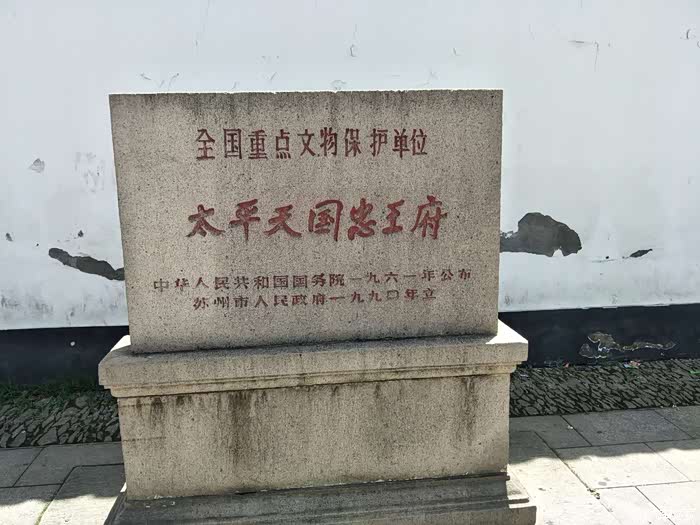 全国重点文物保护单位
太平天国忠王府
中华人民共和国国务院一九六一年公布
苏州市人民政府一九九〇年立